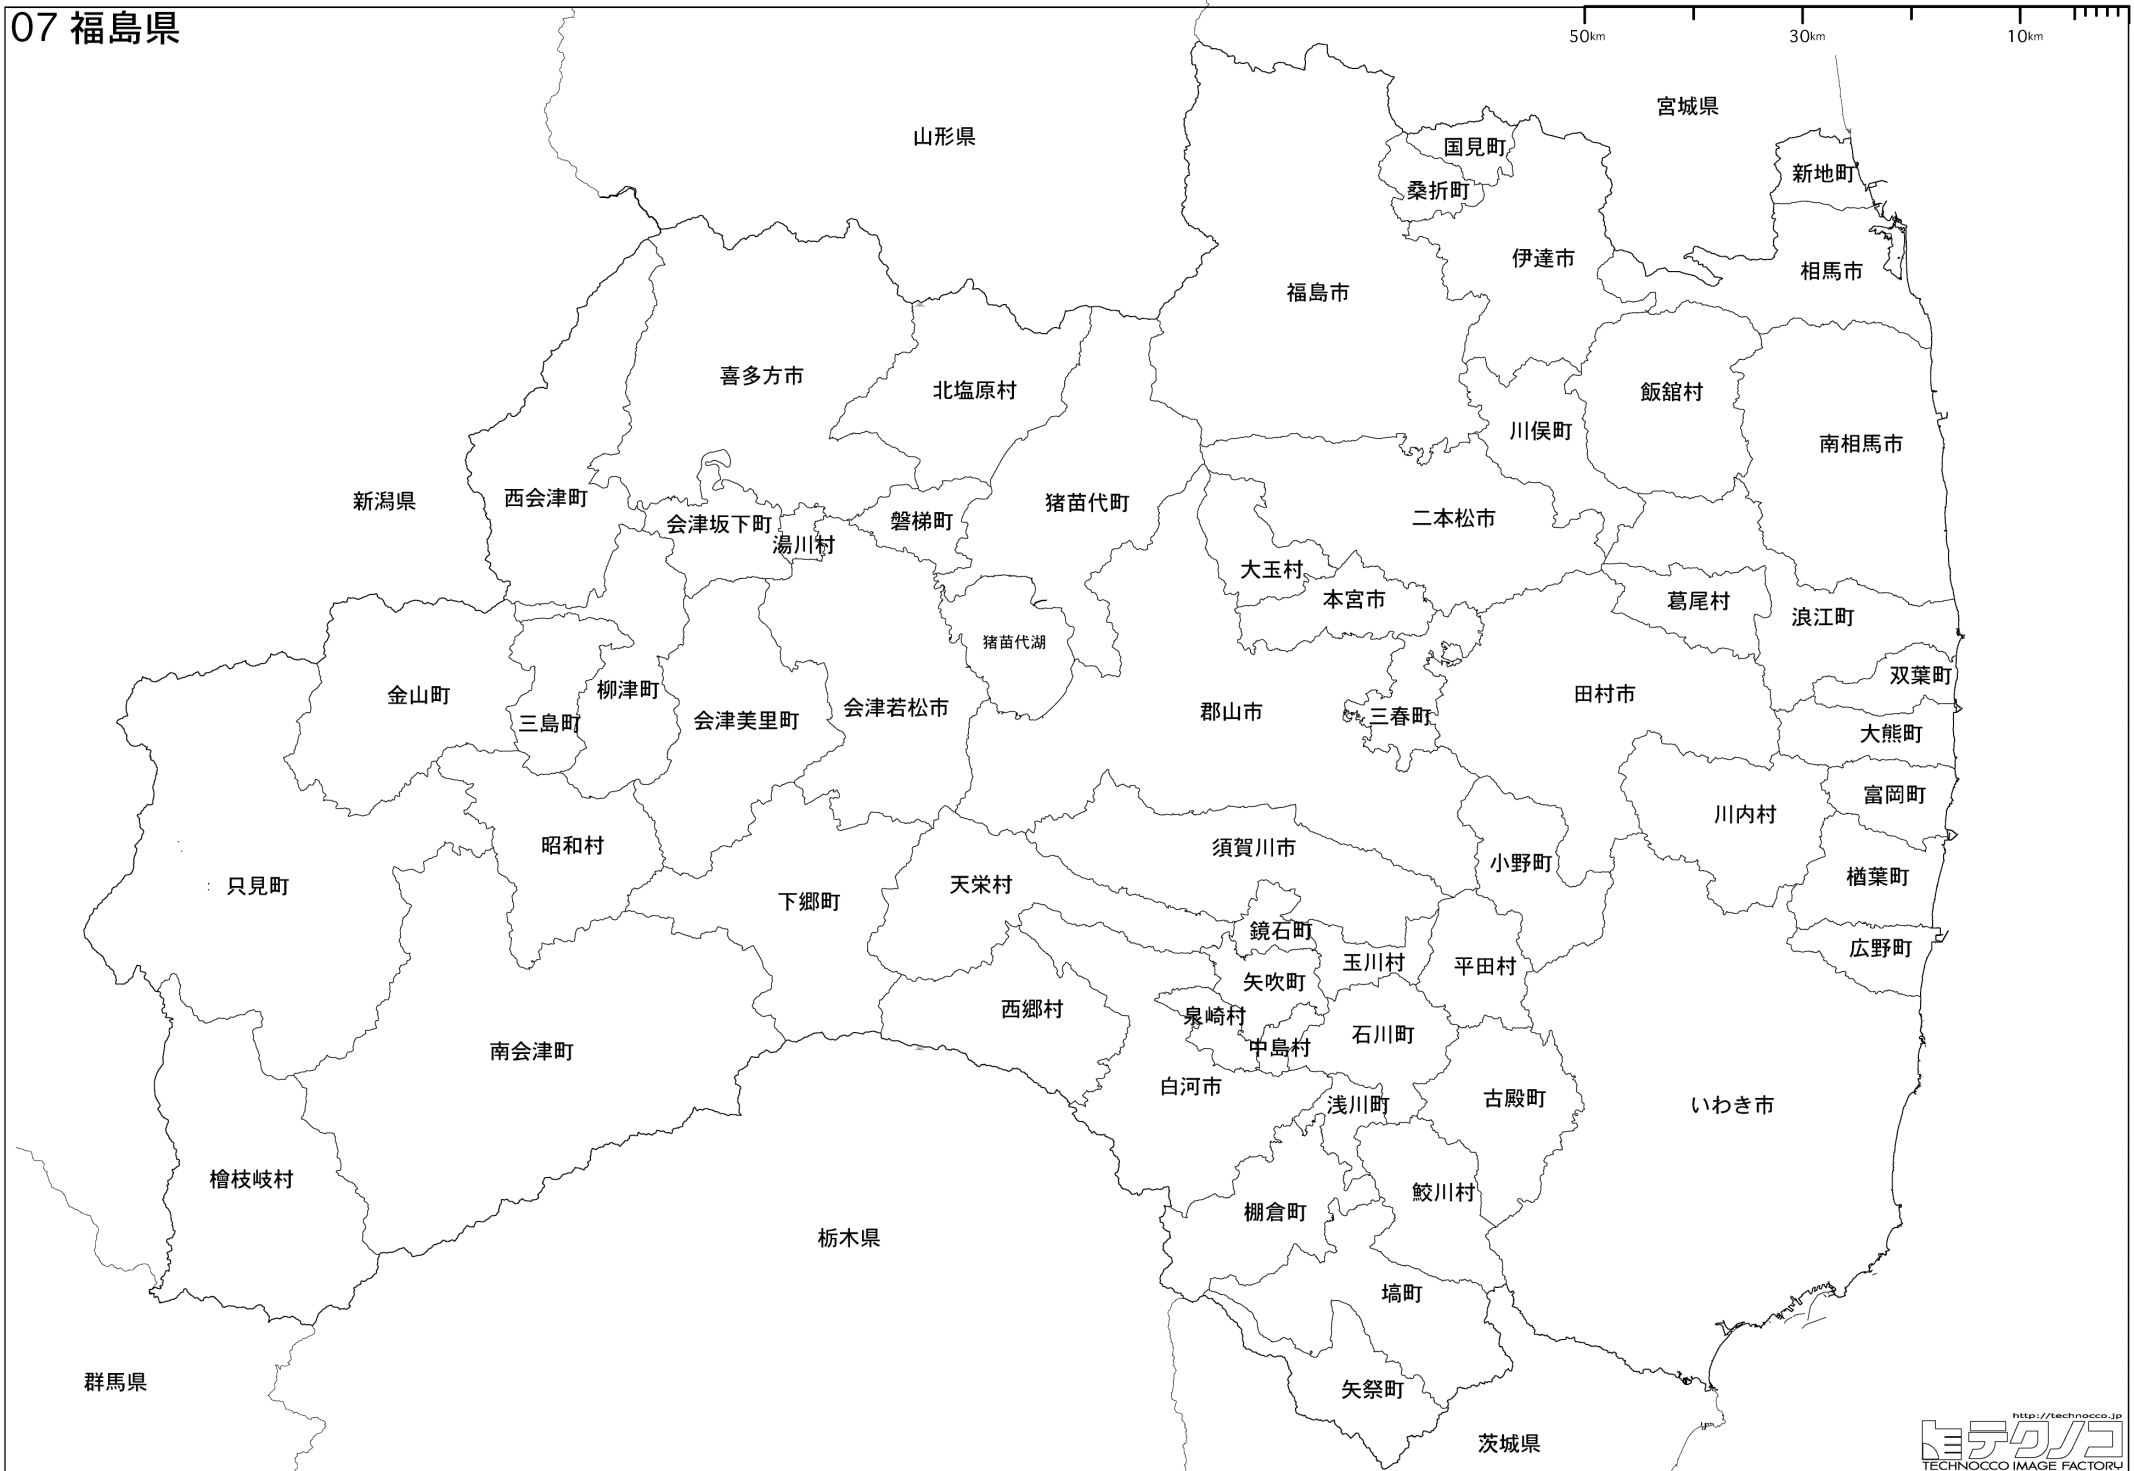 07 福島県
50km
30km
10km
宮城県
山形県
国見町
新地町
桑折町
伊達市
相馬市
福島市
喜多方市
北塩原村
飯舘村
川俣町
南相馬市
新潟県
西会津町
猪苗代町
会津坂下町
磐梯町
二本松市
湯川村
大玉村
本宮市
葛尾村
浪江町
猪苗代湖
双葉町
金山町
柳津町
田村市
三島町
会津美里町
会津若松市
郡山市
三春町
大熊町
富岡町
川内村
昭和村
須賀川市
小野町
只見町
下郷町
天栄村
楢葉町
鏡石町
広野町
玉川村
平田村
矢吹町
西郷村
泉崎村
石川町
南会津町
中島村
白河市
浅川町
古殿町
いわき市
檜枝岐村
鮫川村
棚倉町
栃木県
塙町
群馬県
矢祭町
茨城県
http://technocco.jp
テクノコ
TECHNOCCO IMAGE FACTORY